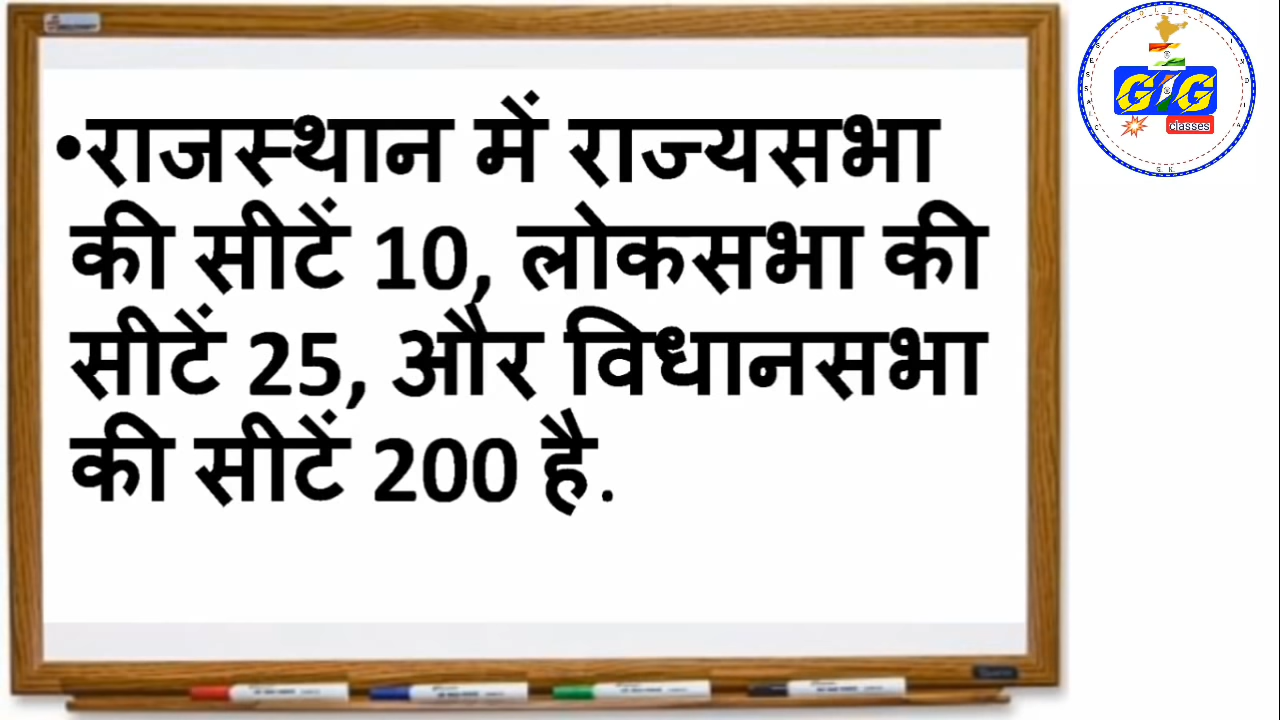 •राजस्थान में राज्यसभा
की सीटें 10, लोकसभा की
सीटें 25, और विधानसभा
की सीटें 200 है.
GIG
classes